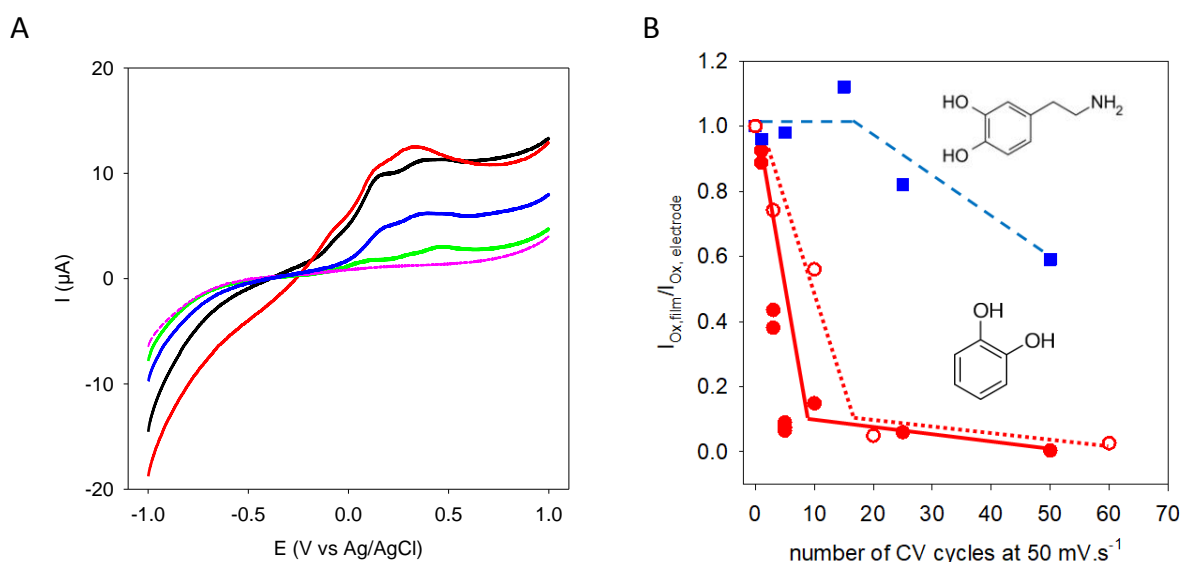 A
B
20
10
0
-10
-20
I (µA)
-1.0 -0.5 0.0 0.5 1.0
E (V vs Ag/AgCl)
1.2
1.0
0.8
0.6
0.4
0.2
0.0
I_Ox,film/I_Ox, electrode
HO
HO
NH₂
OH
OH
0 10 20 30 40 50 60 70
number of CV cycles at 50 mV.s⁻¹